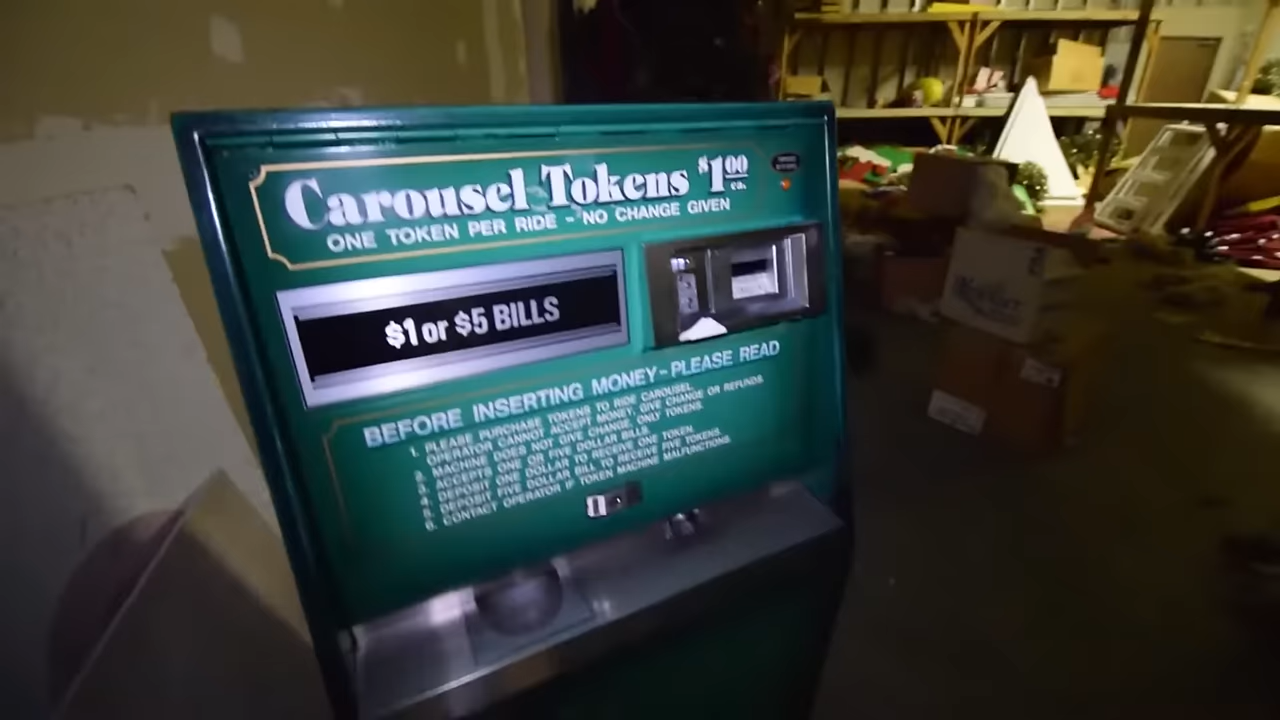 Carousel Tokens $1.00 ea.
ONE TOKEN PER RIDE - NO CHANGE GIVEN
$1 or $5 BILLS
BEFORE INSERTING MONEY - PLEASE READ
1. PLEASE PURCHASE TOKENS TO RIDE CAROUSEL.
OPERATOR CANNOT ACCEPT MONEY, GIVE CHANGE OR REFUNDS.
2. MACHINE DOES NOT GIVE CHANGE, ONLY TOKENS.
3. ACCEPTS ONE OR FIVE DOLLAR BILLS.
4. DEPOSIT ONE DOLLAR TO RECEIVE ONE TOKEN.
5. DEPOSIT FIVE DOLLAR BILL TO RECEIVE FIVE TOKENS.
6. CONTACT OPERATOR IF TOKEN MACHINE MALFUNCTIONS.